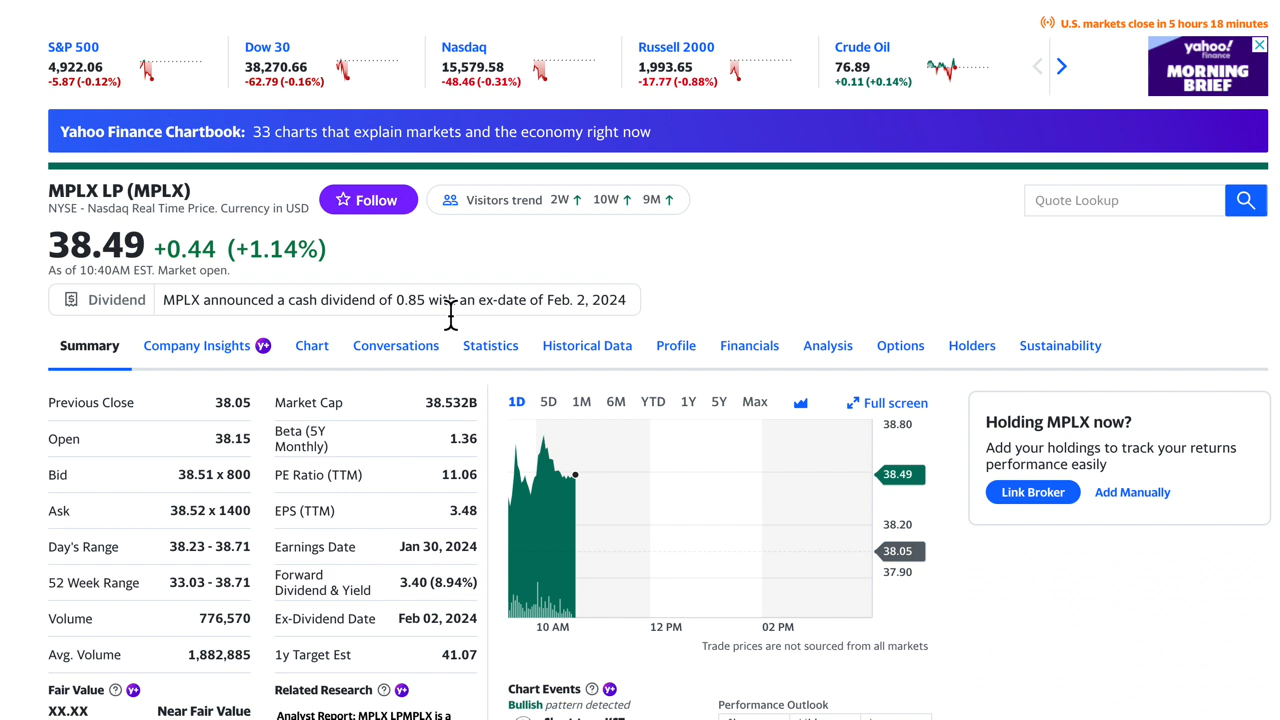 U.S. markets close in 5 hours 18 minutes
S&P 500
4,922.06
-5.87 (-0.12%)
Dow 30
38,270.66
-62.79 (-0.16%)
Nasdaq
15,579.58
-48.46 (-0.31%)
Russell 2000
1,993.65
-17.77 (-0.88%)
Crude Oil
76.89
+0.11 (+0.14%)
yahoo!
finance
MORNING
BRIEF
Yahoo Finance Chartbook: 33 charts that explain markets and the economy right now
MPLX LP (MPLX)
NYSE - Nasdaq Real Time Price. Currency in USD
Follow
Visitors trend 2W 10W 9M
Quote Lookup
38.49 +0.44 (+1.14%)
As of 10:40AM EST. Market open.
Dividend MPLX announced a cash dividend of 0.85 with an ex-date of Feb. 2, 2024
Summary Company Insights y+ Chart Conversations Statistics Historical Data Profile Financials Analysis Options Holders Sustainability
Previous Close 38.05
Open 38.15
Bid 38.51 x 800
Ask 38.52 x 1400
Day's Range 38.23 - 38.71
52 Week Range 33.03 - 38.71
Volume 776,570
Avg. Volume 1,882,885
Market Cap 38.532B
Beta (5Y
Monthly) 1.36
PE Ratio (TTM) 11.06
EPS (TTM) 3.48
Earnings Date Jan 30, 2024
Forward
Dividend & Yield 3.40 (8.94%)
Ex-Dividend Date Feb 02, 2024
1y Target Est 41.07
1D 5D 1M 6M YTD 1Y 5Y Max Full screen
38.80
38.49
38.20
38.05
37.90
10 AM 12 PM 02 PM
Trade prices are not sourced from all markets
Holding MPLX now?
Add your holdings to track your returns
performance easily
Link Broker Add Manually
Fair Value ? y+
XX.XX Near Fair Value
Related Research ? y+
Analyst Report: MPLX LPMPLX is a
Chart Events ? y+
Bullish pattern detected
Performance Outlook